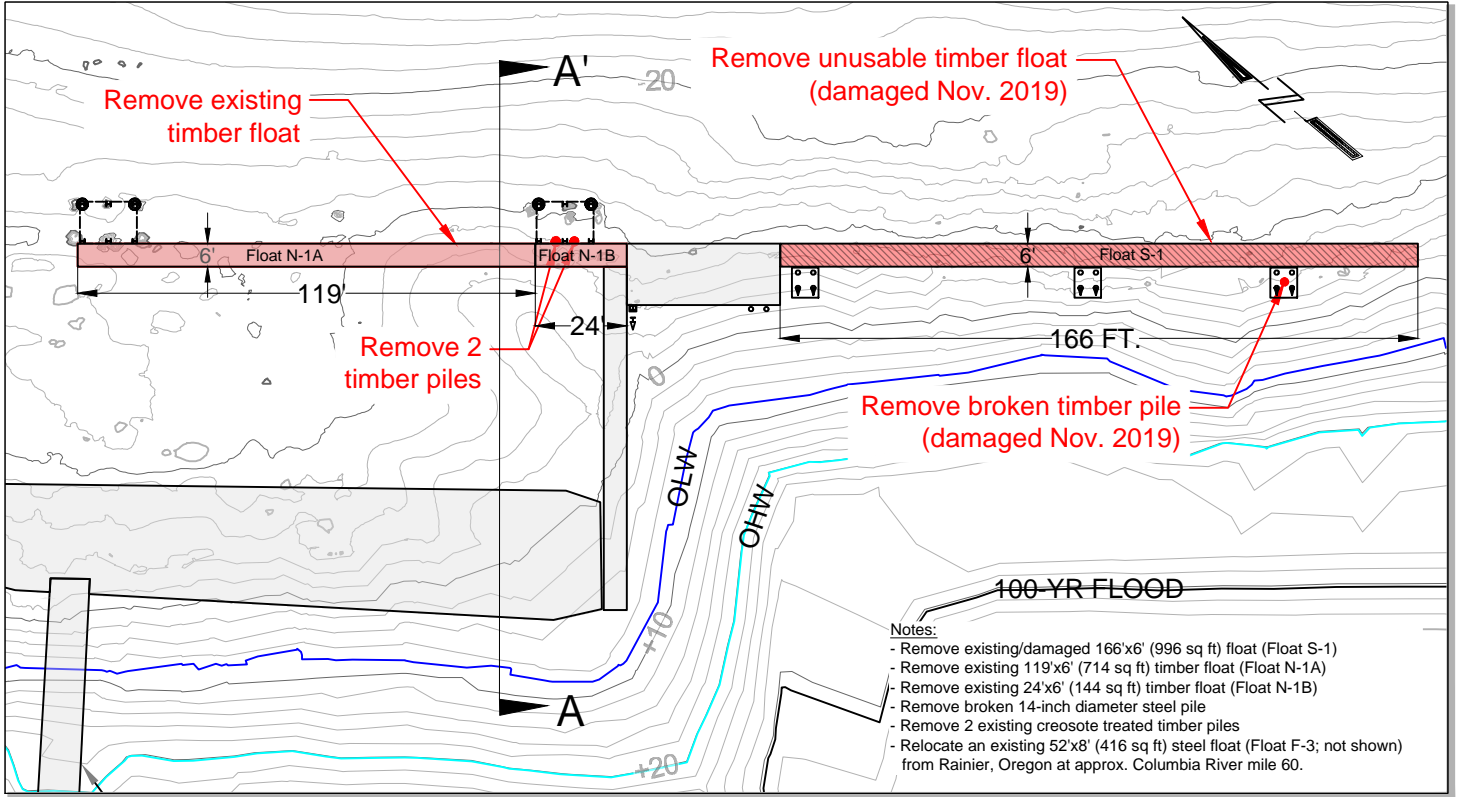 A'
-20
Remove unusable timber float
(damaged Nov. 2019)
Remove existing
timber float
6'
Float N-1A
Float N-1B
6'
Float S-1
119'
24'
166 FT.
Remove 2
timber piles
0
Remove broken timber pile
(damaged Nov. 2019)
OLW
OHW
100-YR FLOOD
+10
A
+20
Notes:
- Remove existing/damaged 166'x6' (996 sq ft) float (Float S-1)
- Remove existing 119'x6' (714 sq ft) timber float (Float N-1A)
- Remove existing 24'x6' (144 sq ft) timber float (Float N-1B)
- Remove broken 14-inch diameter steel pile
- Remove 2 existing creosote treated timber piles
- Relocate an existing 52'x8' (416 sq ft) steel float (Float F-3; not shown)
from Rainier, Oregon at approx. Columbia River mile 60.